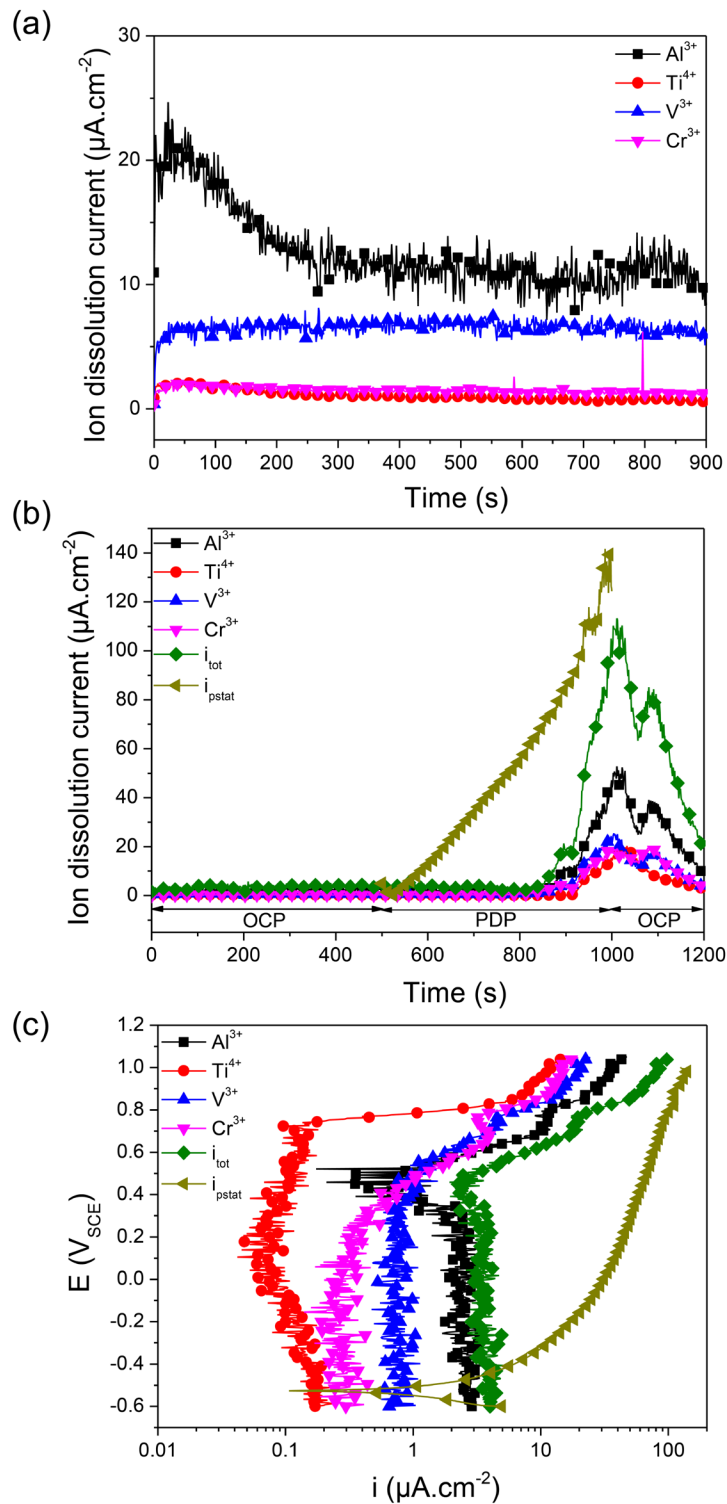 (a)
Ion dissolution current (µA.cm⁻²)
30
20
10
0
Al³⁺
Ti⁴⁺
V³⁺
Cr³⁺
0 100 200 300 400 500 600 700 800 900
Time (s)
(b)
Ion dissolution current (µA.cm⁻²)
140
120
100
80
60
40
20
0
Al³⁺
Ti⁴⁺
V³⁺
Cr³⁺
i_tot
i_pstat
OCP PDP OCP
0 200 400 600 800 1000 1200
Time (s)
(c)
E (V_SCE)
1.2
1.0
0.8
0.6
0.4
0.2
0.0
-0.2
-0.4
-0.6
Al³⁺
Ti⁴⁺
V³⁺
Cr³⁺
i_tot
i_pstat
0.01 0.1 1 10 100
i (µA.cm⁻²)